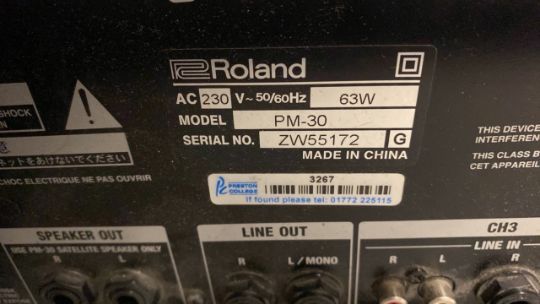 Roland
AC 230 V~ 50/60Hz 63W
MODEL PM-30
SERIAL NO. ZW55172 G
MADE IN CHINA
SHOCK
ネットをあけないでください
CHOC ELECTRIQUE NE PAS OUVRIR
THIS DEVICE
INTERFEREN
THIS CLASS B
CET APPAREIL
PRESTON COLLEGE
3267
If found please tel: 01772 225115
SPEAKER OUT
USE PM-30 SATELLITE SPEAKER ONLY
R L
LINE OUT
R L/MONO
CH3
LINE IN
R L